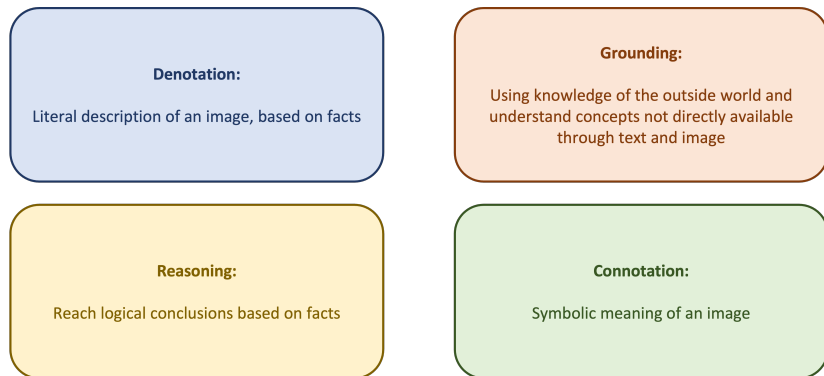 Denotation:
Literal description of an image, based on facts
Grounding:
Using knowledge of the outside world and
understand concepts not directly available
through text and image
Reasoning:
Reach logical conclusions based on facts
Connotation:
Symbolic meaning of an image